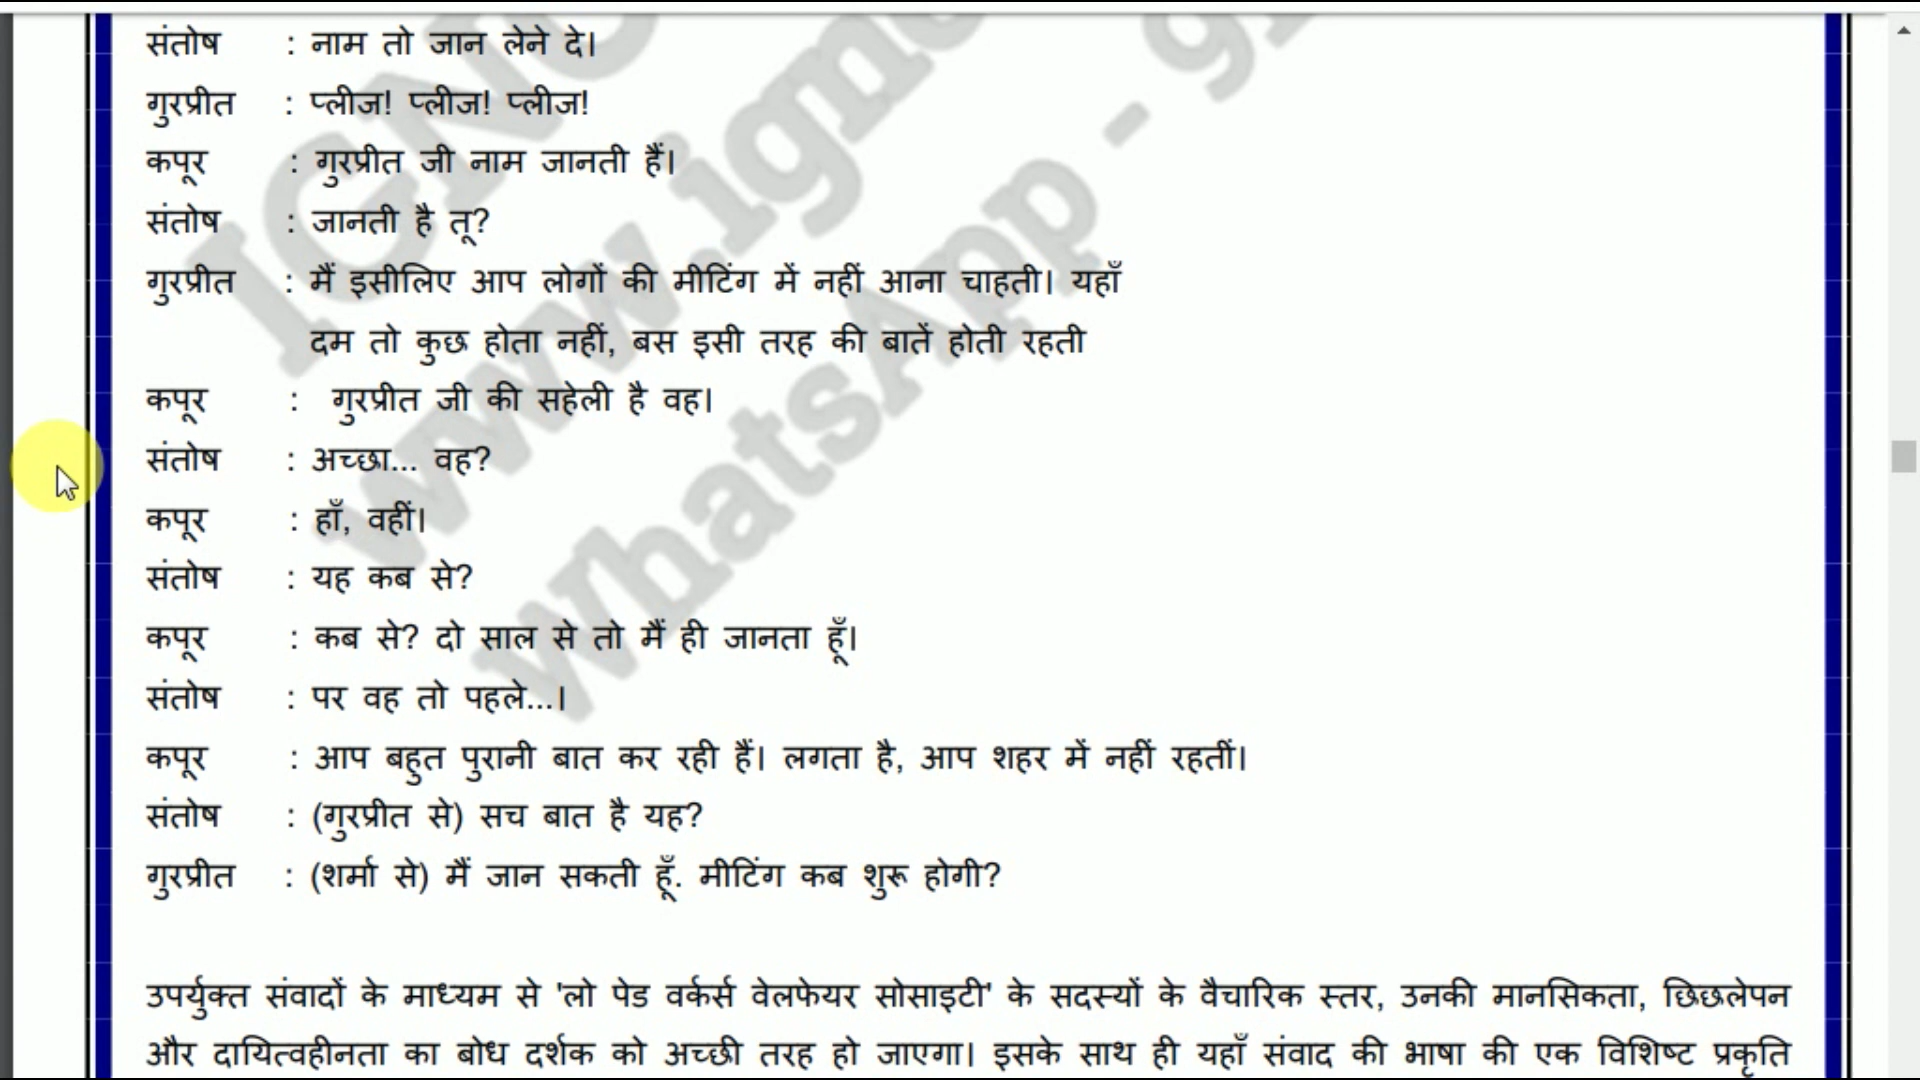 संतोष : नाम तो जान लेने दे।
गुरप्रीत : प्लीज! प्लीज! प्लीज!
कपूर : गुरप्रीत जी नाम जानती हैं।
संतोष : जानती है तू?
गुरप्रीत : मैं इसीलिए आप लोगों की मीटिंग में नहीं आना चाहती। यहाँ
दम तो कुछ होता नहीं, बस इसी तरह की बातें होती रहती
कपूर : गुरप्रीत जी की सहेली है वह।
संतोष : अच्छा... वह?
कपूर : हाँ, वहीं।
संतोष : यह कब से?
कपूर : कब से? दो साल से तो मैं ही जानता हूँ।
संतोष : पर वह तो पहले...।
कपूर : आप बहुत पुरानी बात कर रही हैं। लगता है, आप शहर में नहीं रहतीं।
संतोष : (गुरप्रीत से) सच बात है यह?
गुरप्रीत : (शर्मा से) मैं जान सकती हूँ. मीटिंग कब शुरू होगी?
उपर्युक्त संवादों के माध्यम से 'लो पेड वर्कर्स वेलफेयर सोसाइटी' के सदस्यों के वैचारिक स्तर, उनकी मानसिकता, छिछलेपन
और दायित्वहीनता का बोध दर्शक को अच्छी तरह हो जाएगा। इसके साथ ही यहाँ संवाद की भाषा की एक विशिष्ट प्रकृति
WhatsApp -